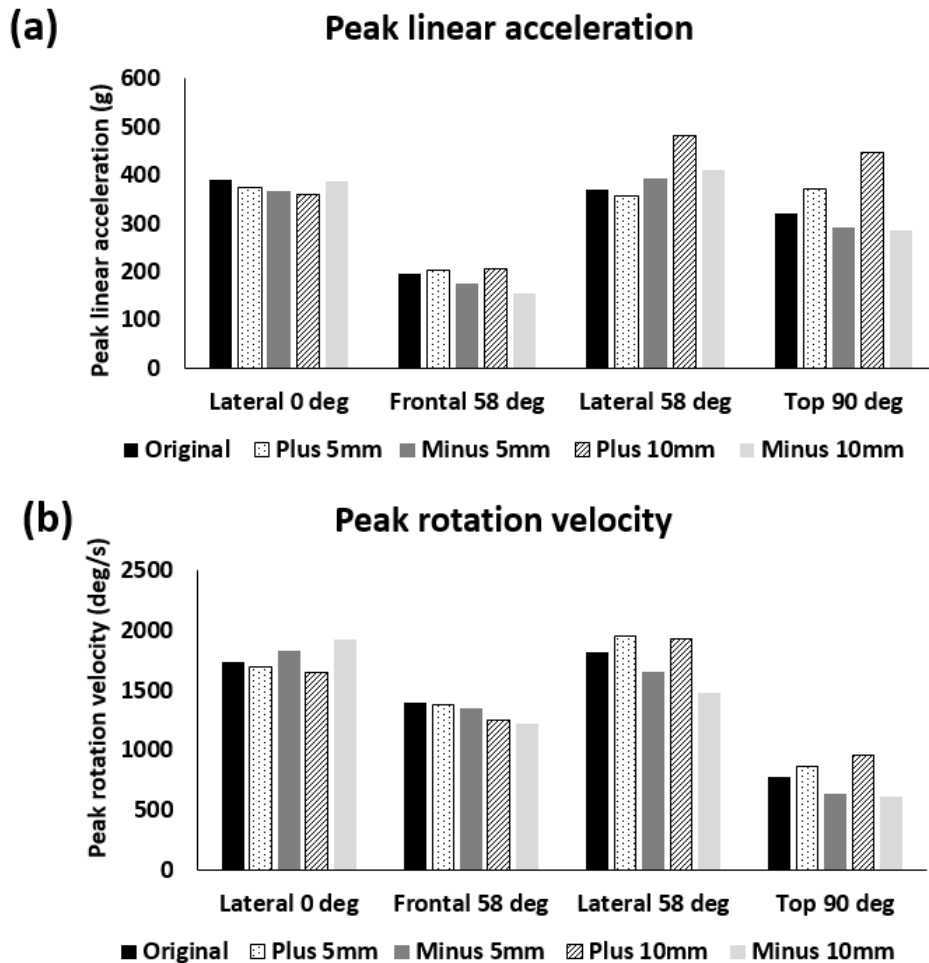 (a)
Peak linear acceleration
Peak linear acceleration (g)
600
500
400
300
200
100
0
Lateral 0 deg Frontal 58 deg Lateral 58 deg Top 90 deg
Original Plus 5mm Minus 5mm Plus 10mm Minus 10mm
(b)
Peak rotation velocity
Peak rotation velocity (deg/s)
2500
2000
1500
1000
500
0
Lateral 0 deg Frontal 58 deg Lateral 58 deg Top 90 deg
Original Plus 5mm Minus 5mm Plus 10mm Minus 10mm